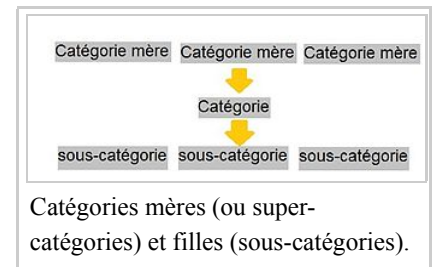 Catégorie mère Catégorie mère Catégorie mère
Catégorie
sous-catégorie sous-catégorie sous-catégorie
Catégories mères (ou super-
catégories) et filles (sous-catégories).